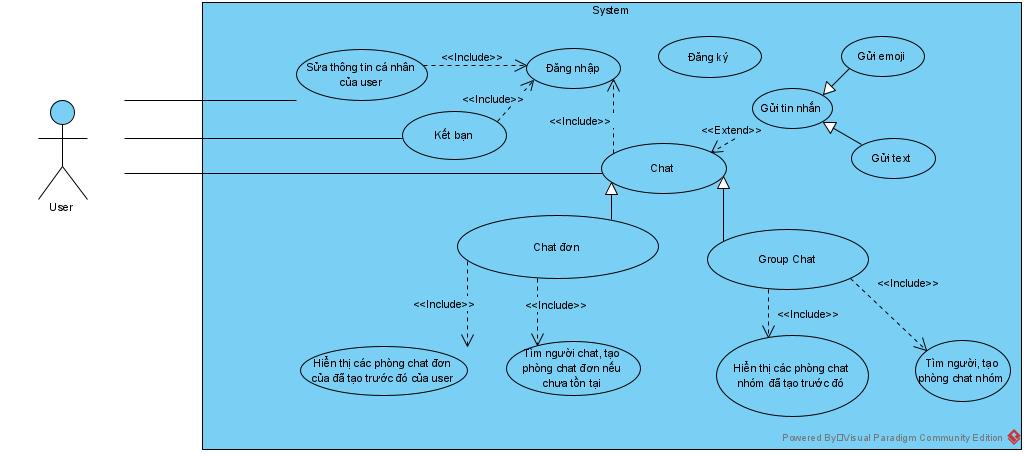 System
Sửa thông tin cá nhân
của user
<<Include>>
Đăng nhập
Đăng ký
Gửi emoji
<<Include>>
Gửi tin nhắn
Kết bạn
<<Include>>
<<Extend>>
Gửi text
Chat
User
Chat đơn
Group Chat
<<Include>>
<<Include>>
<<Include>>
<<Include>>
Hiển thị các phòng chat đơn
của đã tạo trước đó của user
Tìm người chat, tạo
phòng chat đơn nếu
chưa tồn tại
Hiển thị các phòng chat
nhóm đã tạo trước đó
Tìm người, tạo
phòng chat nhóm
Powered By Visual Paradigm Community Edition